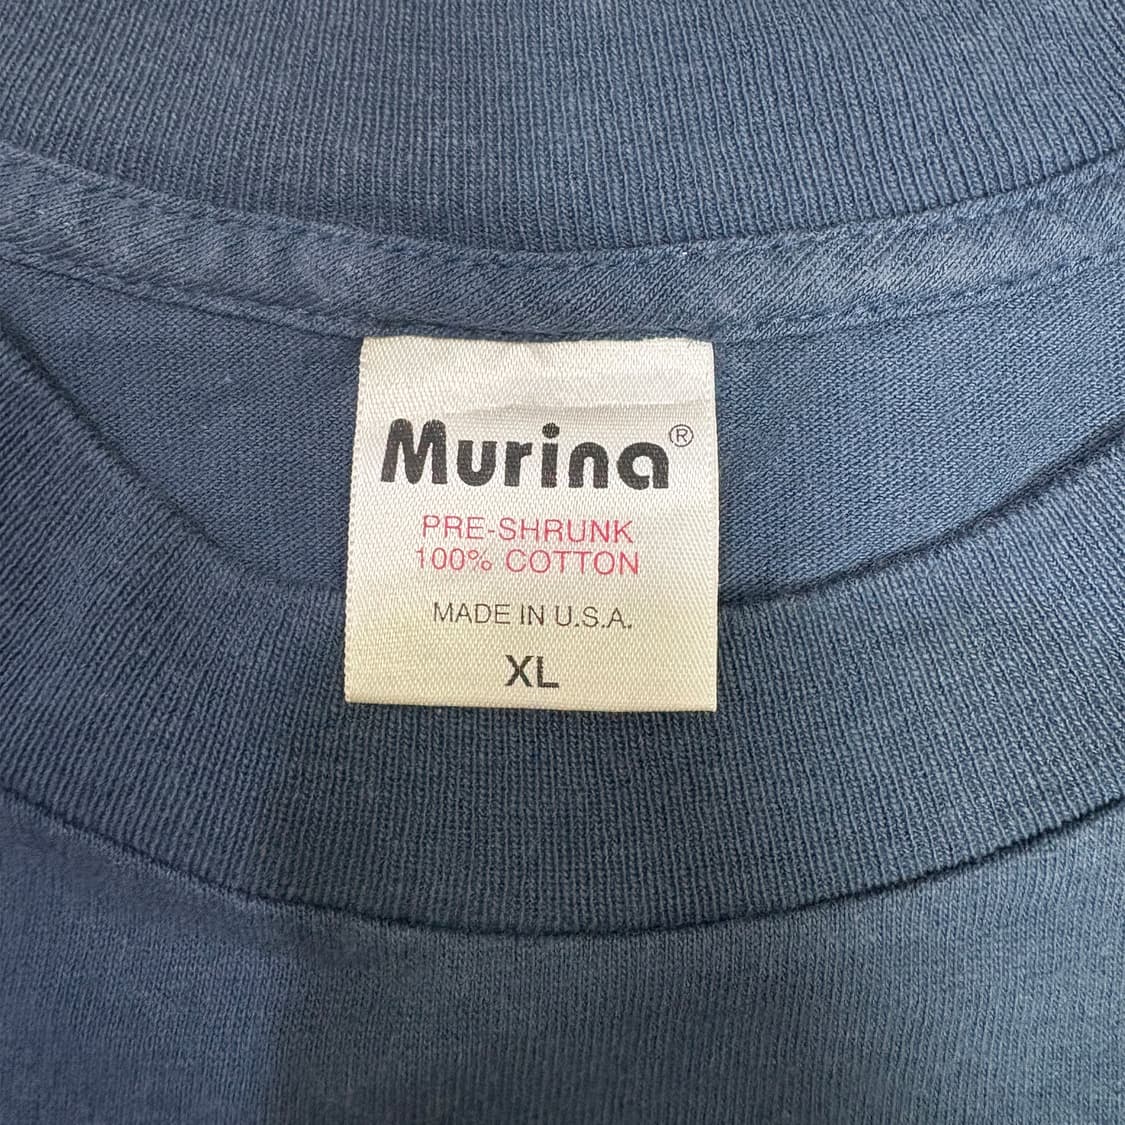 Murina®
PRE-SHRUNK
100% COTTON
MADE IN U.S.A.
XL